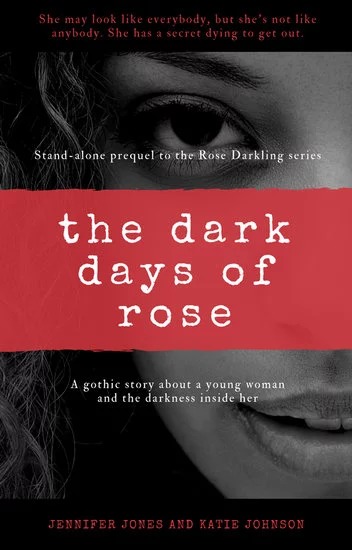 She may look like everybody, but she's not like
anybody. She has a secret dying to get out.
Stand-alone prequel to the Rose Darkling series
the dark
days of
rose
A gothic story about a young woman
and the darkness inside her
JENNIFER JONES AND KATIE JOHNSON